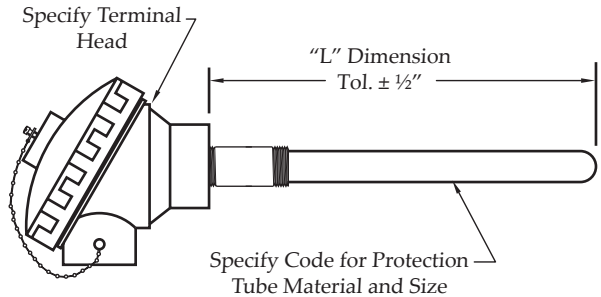 Specify Terminal
Head
“L” Dimension
Tol. ± ½”
Specify Code for Protection
Tube Material and Size